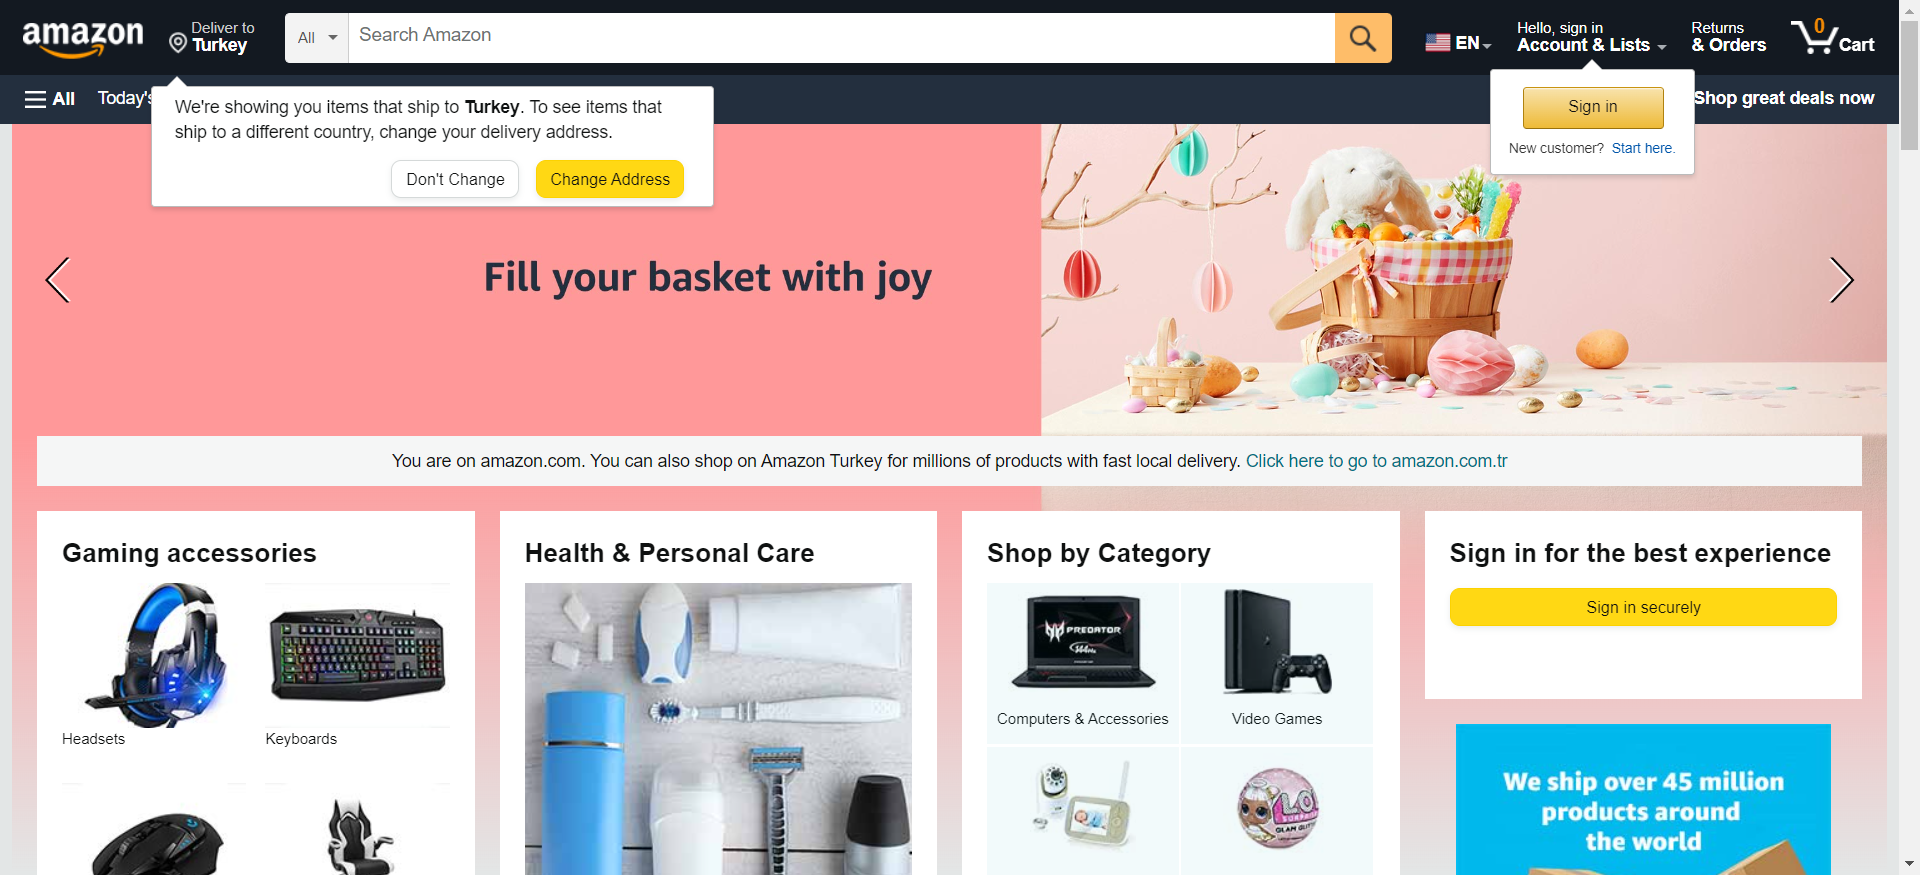 amazon
Deliver to
Turkey
All
Search Amazon
EN
Hello, sign in
Account & Lists
Returns
& Orders
0
Cart
All
Today's
Shop great deals now
We're showing you items that ship to Turkey. To see items that
ship to a different country, change your delivery address.
Don't Change
Change Address
Sign in
New customer? Start here.
Fill your basket with joy
You are on amazon.com. You can also shop on Amazon Turkey for millions of products with fast local delivery. Click here to go to amazon.com.tr
Gaming accessories
Headsets
Keyboards
Health & Personal Care
Shop by Category
PREDATOR
144Hz
Computers & Accessories
Video Games
L.O.L.
SURPRISE
GLAM GLITTER
Sign in for the best experience
Sign in securely
We ship over 45 million
products around
the world